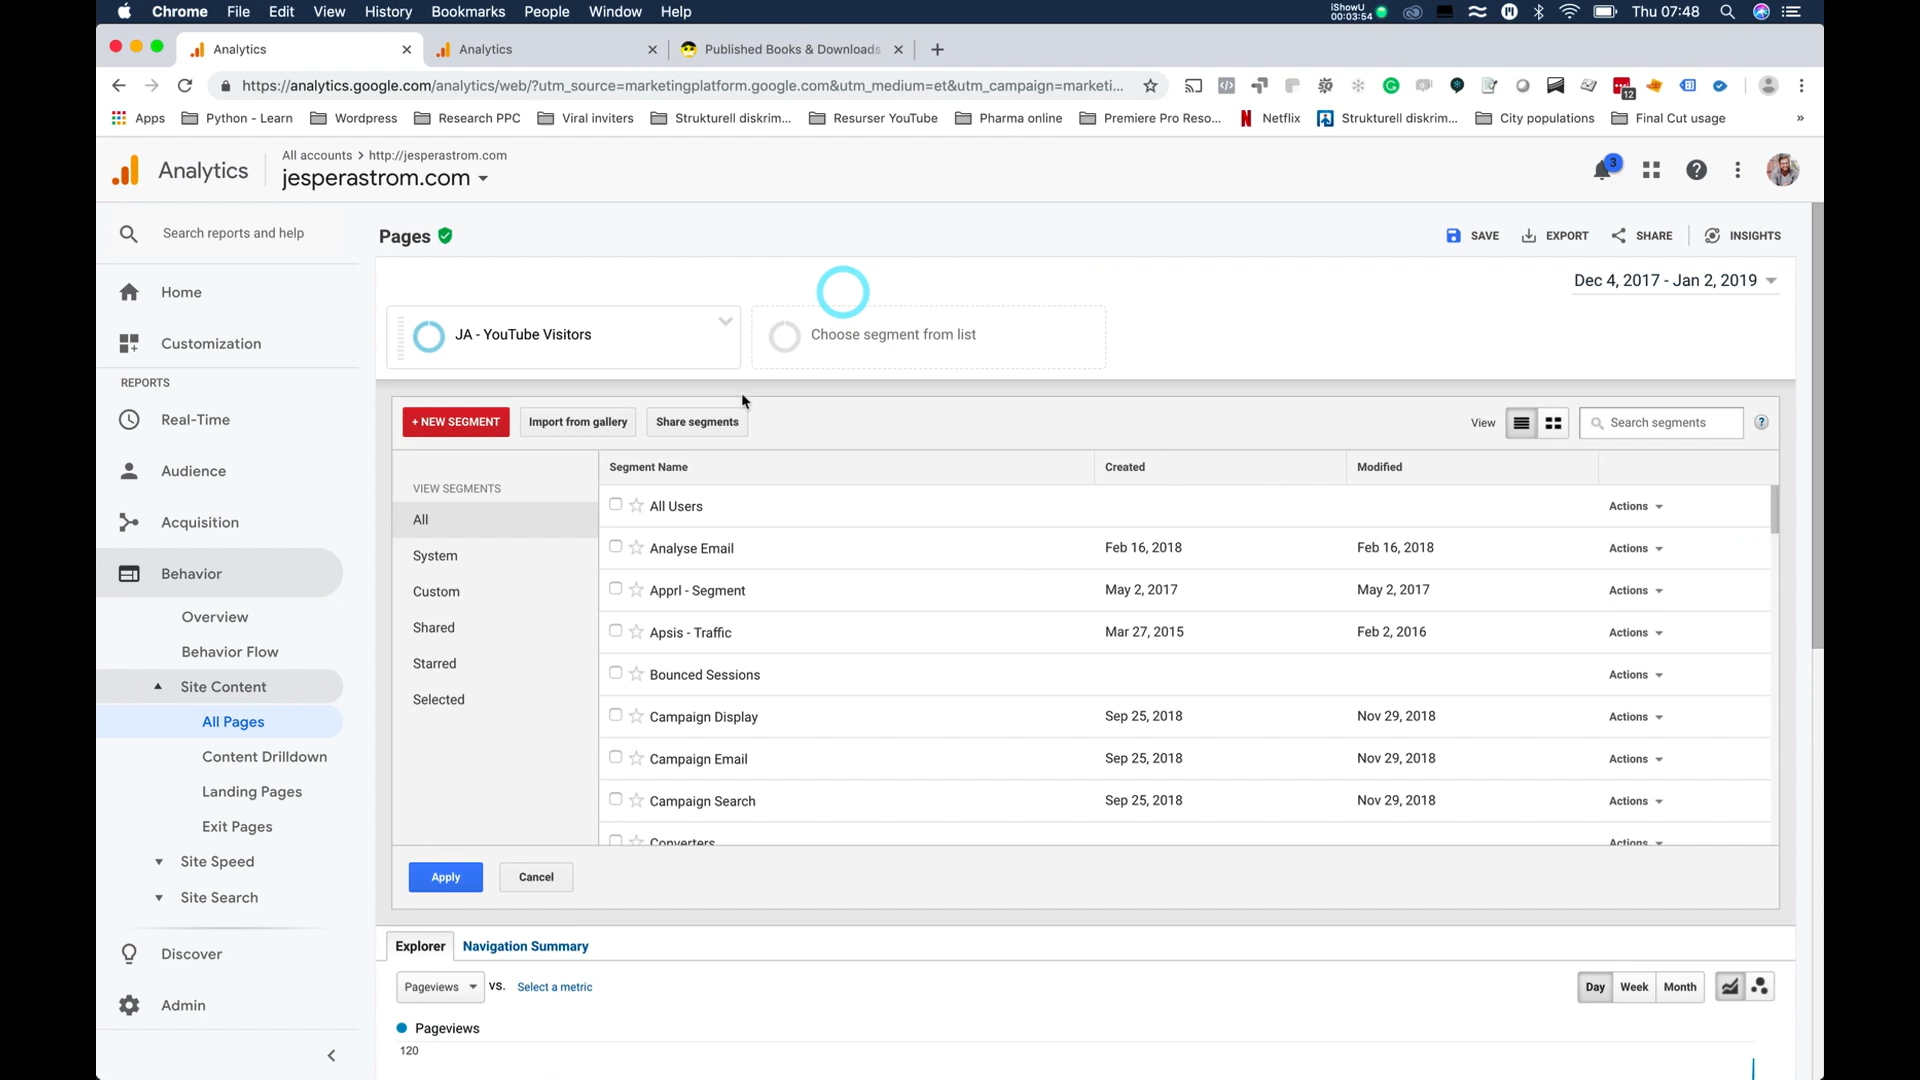 Chrome File Edit View History Bookmarks People Window Help
iShowU
00:03:54
Thu 07:48
Analytics
Analytics
Published Books & Downloads
https://analytics.google.com/analytics/web/?utm_source=marketingplatform.google.com&utm_medium=et&utm_campaign=marketi...
12
Apps Python - Learn Wordpress Research PPC Viral inviters Strukturell diskrim... Resurser YouTube Pharma online Premiere Pro Reso... Netflix Strukturell diskrim... City populations Final Cut usage »
Analytics
All accounts > http://jesperastrom.com
jesperastrom.com
3
Search reports and help
Home
Customization
REPORTS
Real-Time
Audience
Acquisition
Behavior
Overview
Behavior Flow
Site Content
All Pages
Content Drilldown
Landing Pages
Exit Pages
Site Speed
Site Search
Discover
Admin
Pages
SAVE EXPORT SHARE INSIGHTS
Dec 4, 2017 - Jan 2, 2019
JA - YouTube Visitors
Choose segment from list
+ NEW SEGMENT Import from gallery Share segments
View
Search segments
?
VIEW SEGMENTS
All
System
Custom
Shared
Starred
Selected
Segment Name Created Modified
All Users Actions
Analyse Email Feb 16, 2018 Feb 16, 2018 Actions
Apprl - Segment May 2, 2017 May 2, 2017 Actions
Apsis - Traffic Mar 27, 2015 Feb 2, 2016 Actions
Bounced Sessions Actions
Campaign Display Sep 25, 2018 Nov 29, 2018 Actions
Campaign Email Sep 25, 2018 Nov 29, 2018 Actions
Campaign Search Sep 25, 2018 Nov 29, 2018 Actions
Converters Actions
Apply Cancel
Explorer Navigation Summary
Pageviews VS. Select a metric
Day Week Month
Pageviews
120